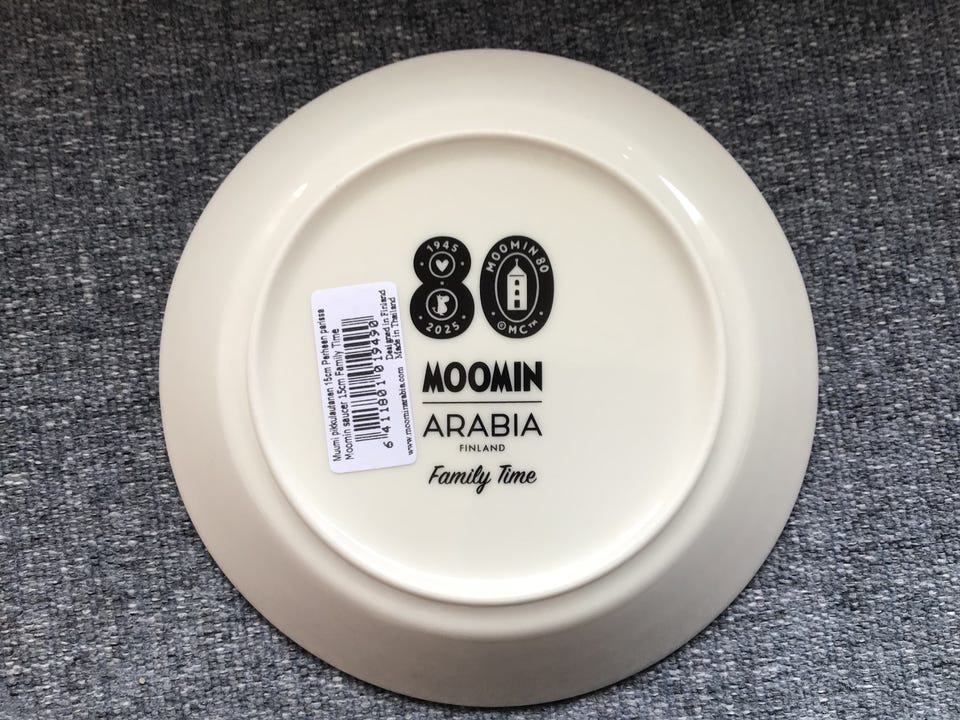 1945
2025
MOOMIN 80
©MC™
MOOMIN
ARABIA
FINLAND
Family Time
Muumi pikkulautanen 15cm Perheen parissa
Moomin saucer 15cm Family Time
6 411801 019490
Designed in Finland
Made in Thailand
www.moominarabia.com